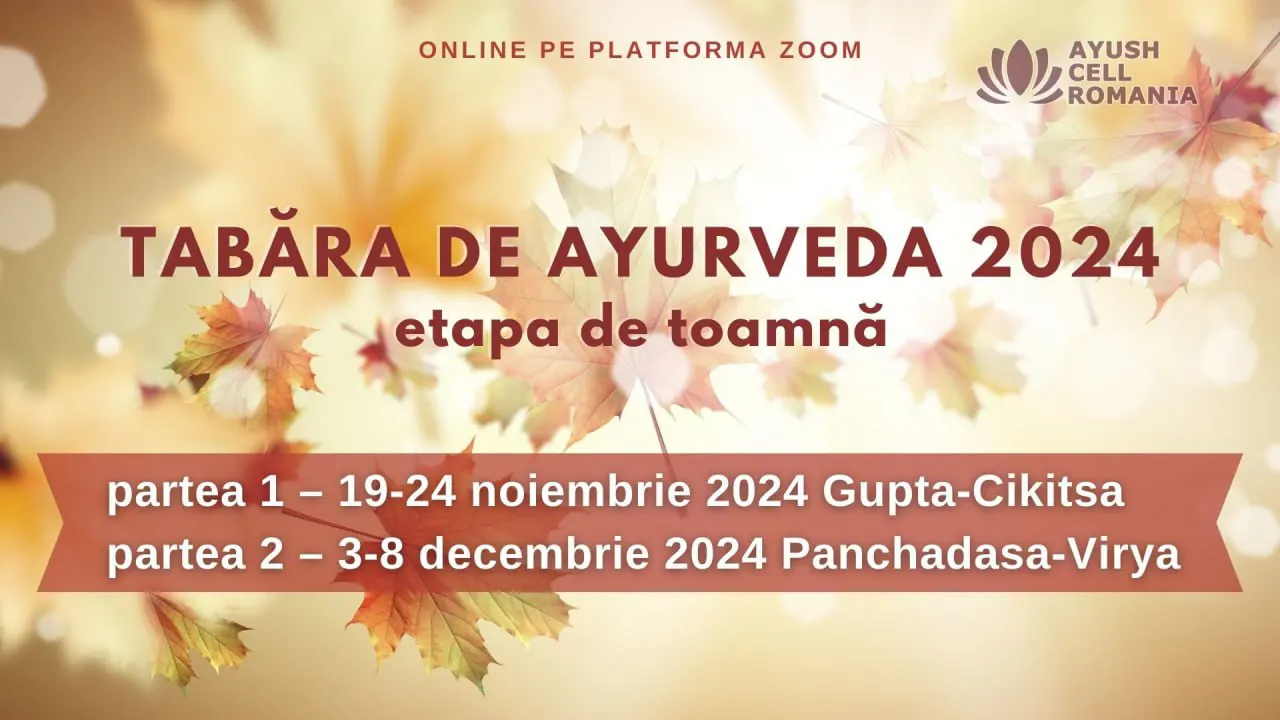 ONLINE PE PLATFORMA ZOOM
AYUSH
CELL
ROMANIA
TABĂRA DE AYURVEDA 2024
etapa de toamnă
partea 1 – 19-24 noiembrie 2024 Gupta-Cikitsa
partea 2 – 3-8 decembrie 2024 Panchadasa-Virya